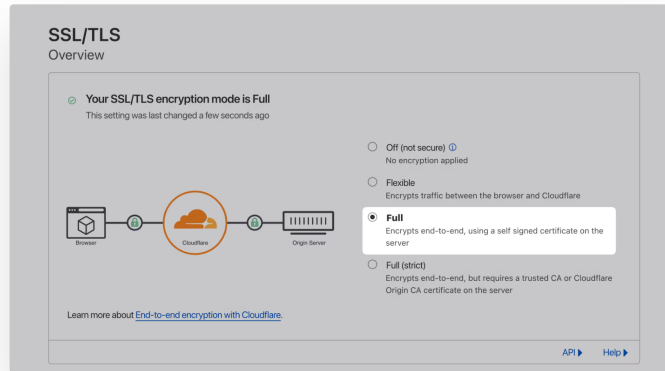 SSL/TLS
Overview
Your SSL/TLS encryption mode is Full
This setting was last changed a few seconds ago
Off (not secure)
No encryption applied
Flexible
Encrypts traffic between the browser and Cloudflare
Full
Encrypts end-to-end, using a self signed certificate on the
server
Full (strict)
Encrypts end-to-end, but requires a trusted CA or Cloudflare
Origin CA certificate on the server
Browser
Cloudflare
Origin Server
Learn more about End-to-end encryption with Cloudflare.
API
Help